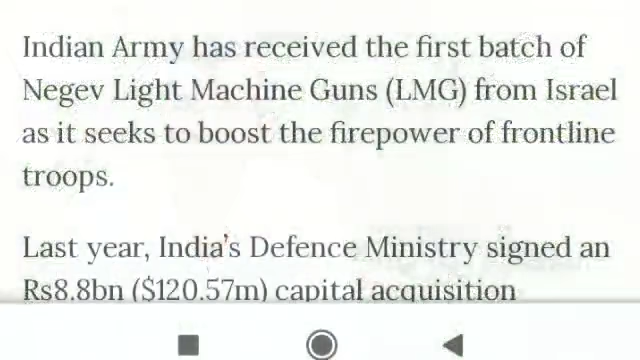 Indian Army has received the first batch of
Negev Light Machine Guns (LMG) from Israel
as it seeks to boost the firepower of frontline
troops.
Last year, India's Defence Ministry signed an
Rs8.8bn ($120.57m) capital acquisition